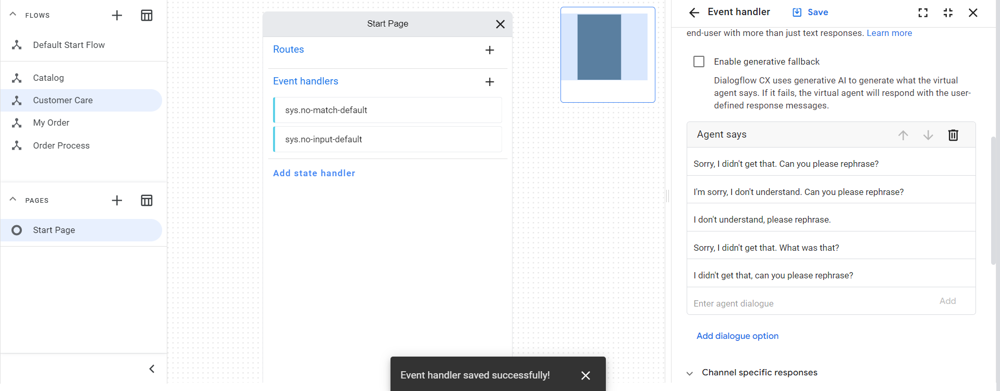 FLOWS
Default Start Flow
Catalog
Customer Care
My Order
Order Process
PAGES
Start Page
Start Page
Routes
Event handlers
sys.no-match-default
sys.no-input-default
Add state handler
Event handler saved successfully!
Event handler
Save
end-user with more than just text responses. Learn more
Enable generative fallback
Dialogflow CX uses generative AI to generate what the virtual
agent says. If it fails, the virtual agent will respond with the user-
defined response messages.
Agent says
Sorry, I didn't get that. Can you please rephrase?
I'm sorry, I don't understand. Can you please rephrase?
I don't understand, please rephrase.
Sorry, I didn't get that. What was that?
I didn't get that, can you please rephrase?
Enter agent dialogue
Add
Add dialogue option
Channel specific responses